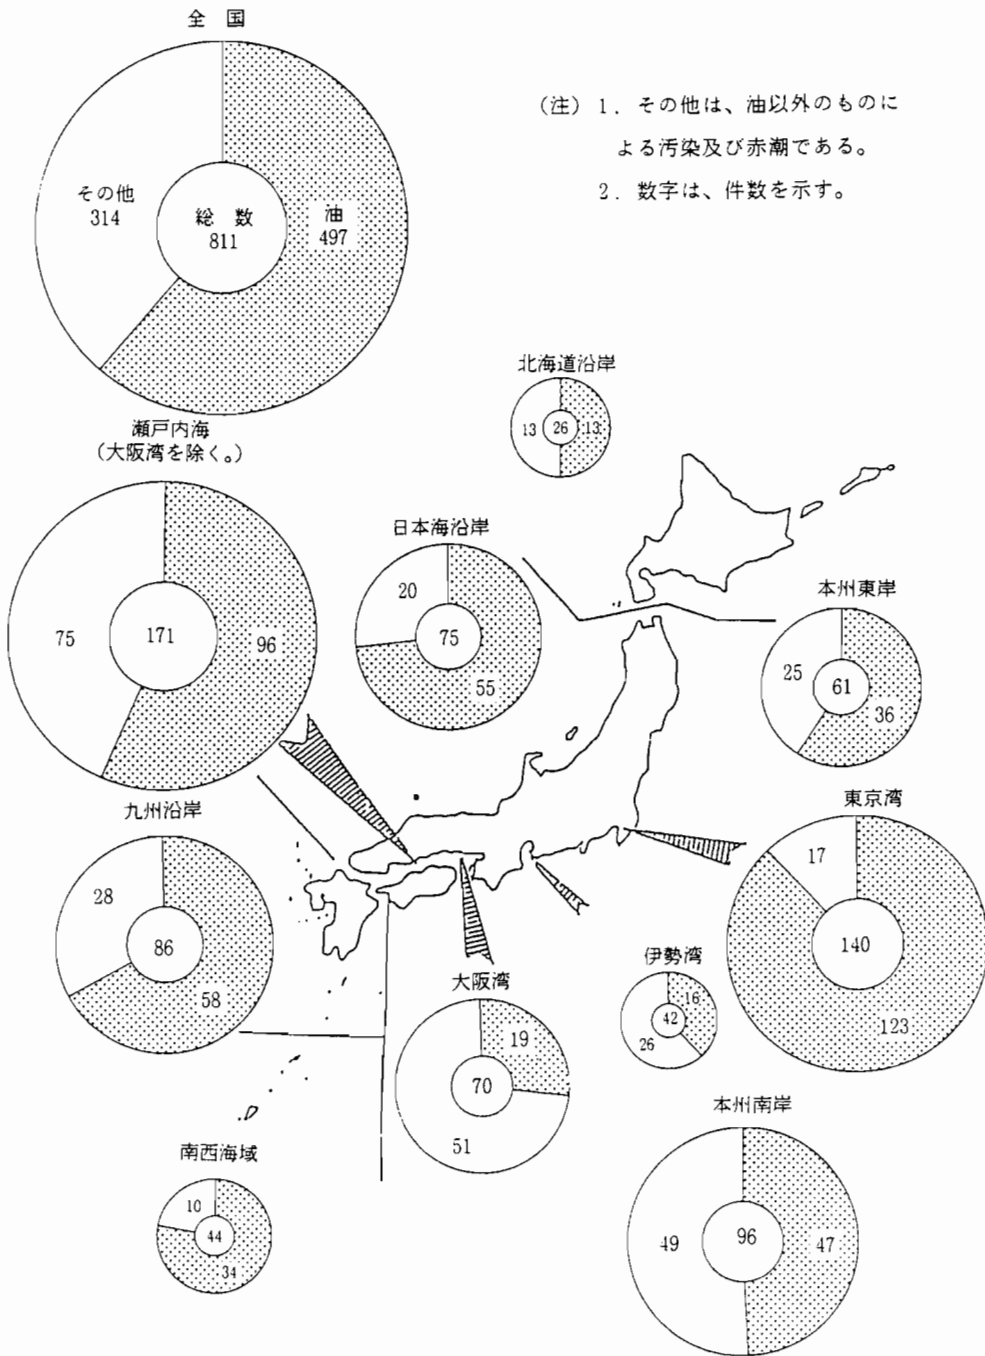 全 国
その他
314
総 数
811
油
497
(注) 1. その他は、油以外のものに
よる汚染及び赤潮である。
2. 数字は、件数を示す。
北海道沿岸
13
26
13
瀬戸内海
(大阪湾を除く。)
75
171
96
日本海沿岸
20
75
55
本州東岸
25
61
36
九州沿岸
28
86
58
東京湾
17
140
123
大阪湾
19
70
51
伊勢湾
16
42
26
南西海域
10
44
34
本州南岸
49
96
47